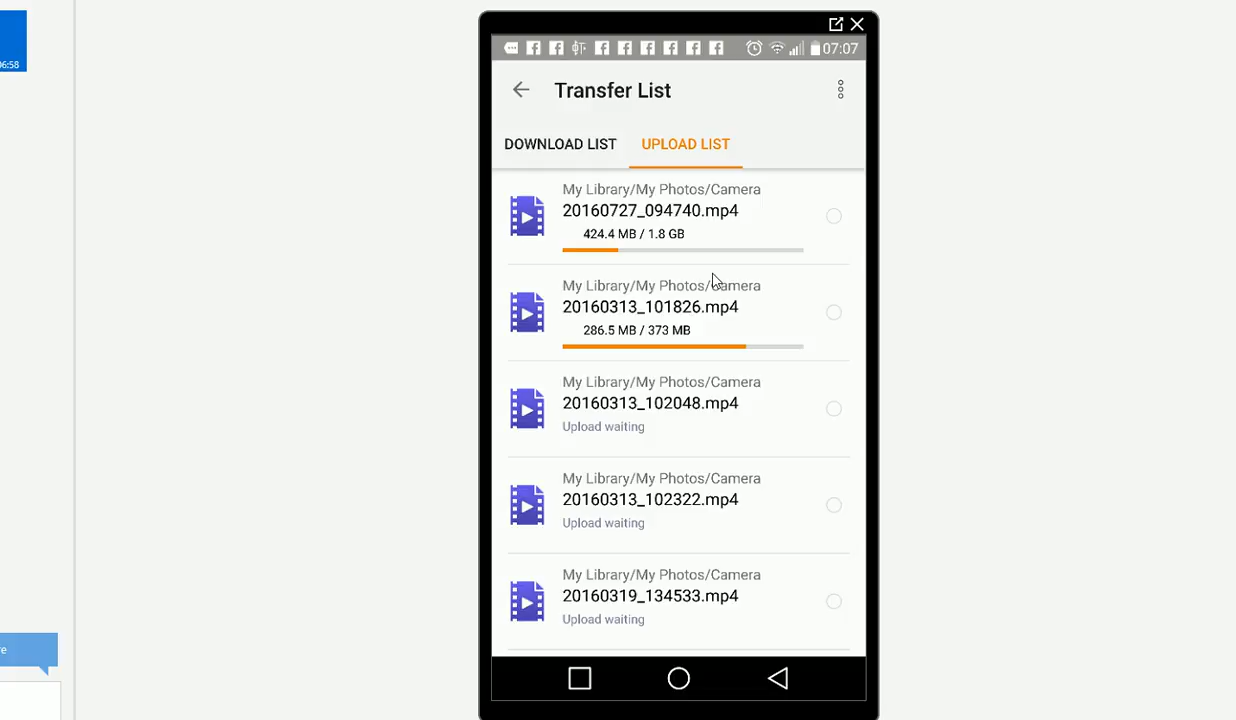 06:58
07:07
Transfer List
DOWNLOAD LIST UPLOAD LIST
My Library/My Photos/Camera
20160727_094740.mp4
424.4 MB / 1.8 GB
My Library/My Photos/Camera
20160313_101826.mp4
286.5 MB / 373 MB
My Library/My Photos/Camera
20160313_102048.mp4
Upload waiting
My Library/My Photos/Camera
20160313_102322.mp4
Upload waiting
My Library/My Photos/Camera
20160319_134533.mp4
Upload waiting